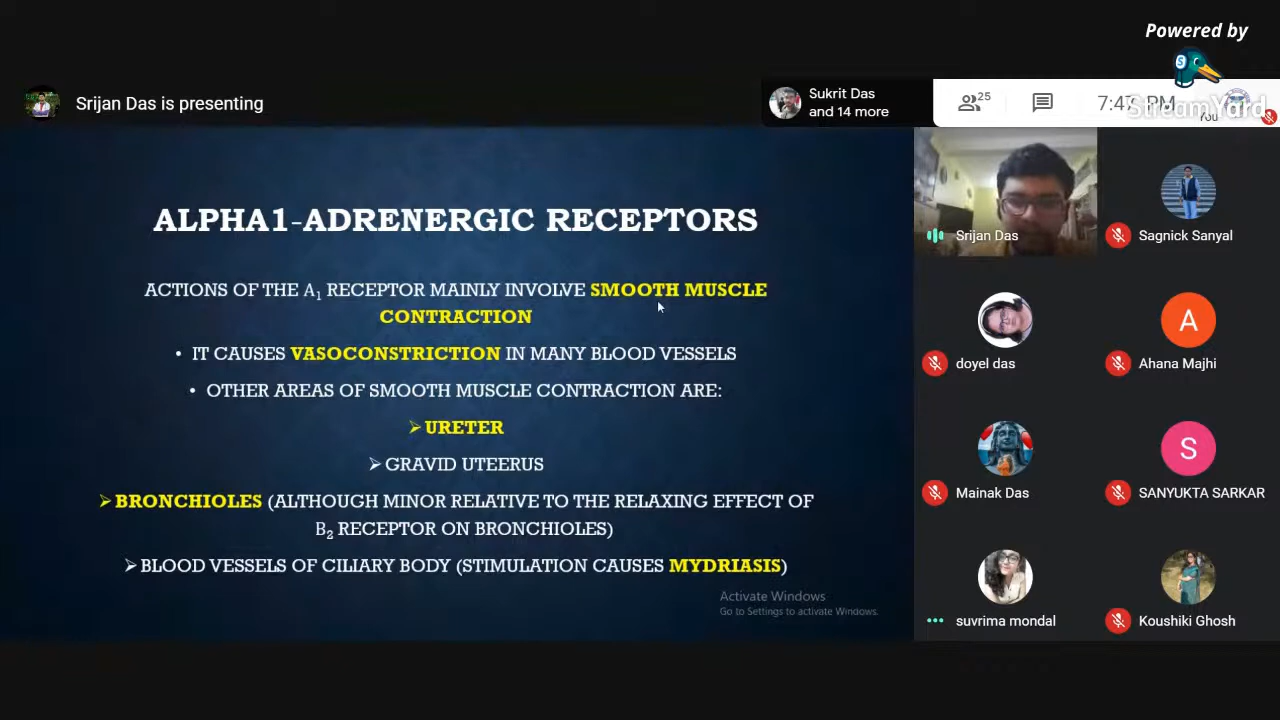 Powered by
StreamYard
Srijan Das is presenting
Sukrit Das
and 14 more
25
7:47 PM
You
ALPHA1-ADRENERGIC RECEPTORS
ACTIONS OF THE Α1 RECEPTOR MAINLY INVOLVE SMOOTH MUSCLE
CONTRACTION
• IT CAUSES VASOCONSTRICTION IN MANY BLOOD VESSELS
• OTHER AREAS OF SMOOTH MUSCLE CONTRACTION ARE:
➢ URETER
➢ GRAVID UTEERUS
➢ BRONCHIOLES (ALTHOUGH MINOR RELATIVE TO THE RELAXING EFFECT OF
Β2 RECEPTOR ON BRONCHIOLES)
➢ BLOOD VESSELS OF CILIARY BODY (STIMULATION CAUSES MYDRIASIS)
Activate Windows
Go to Settings to activate Windows.
Srijan Das
Sagnick Sanyal
doyel das
A
Ahana Majhi
Mainak Das
S
SANYUKTA SARKAR
suvrima mondal
Koushiki Ghosh